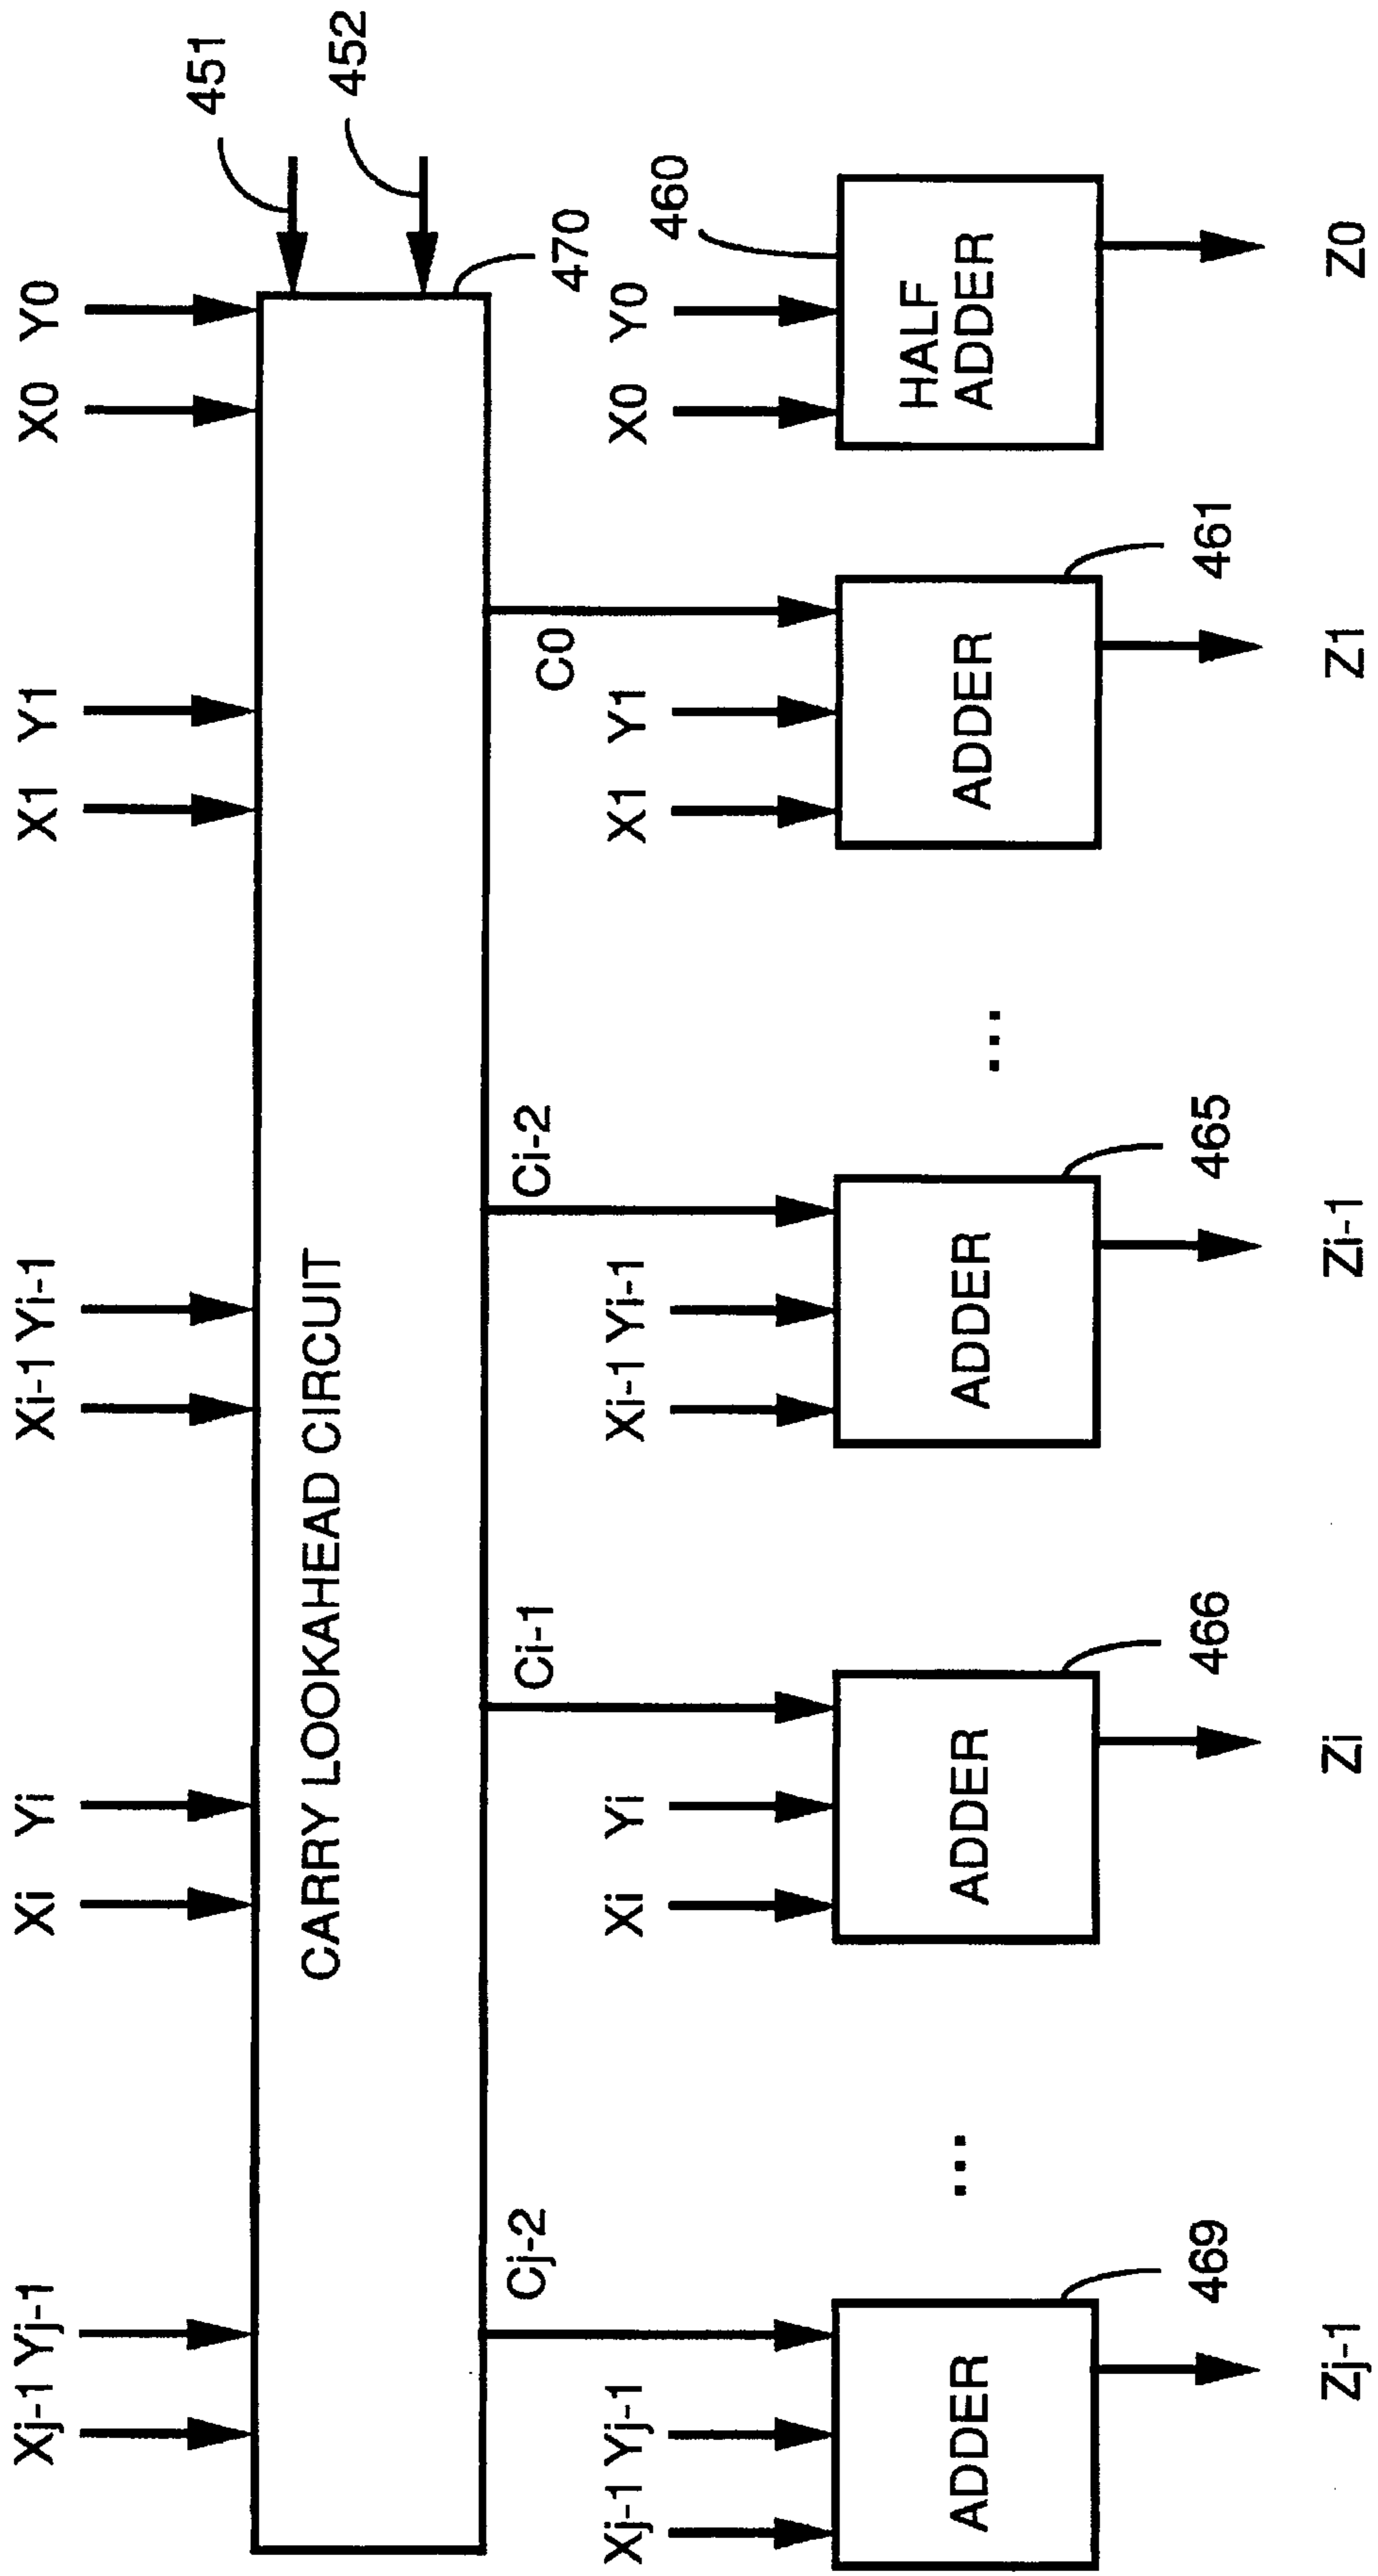 Xj-1 Yj-1 Xi Yi Xi-1 Yi-1 X1 Y1 X0 Y0
451
CARRY LOOKAHEAD CIRCUIT
452
Cj-2 Ci-1 Ci-2 C0 470
Xj-1 Yj-1 Xi Yi Xi-1 Yi-1 X1 Y1 X0 Y0
460
ADDER ... ADDER ADDER ... ADDER HALF
ADDER
469 466 465 461
Zj-1 Zi Zi-1 Z1 Z0